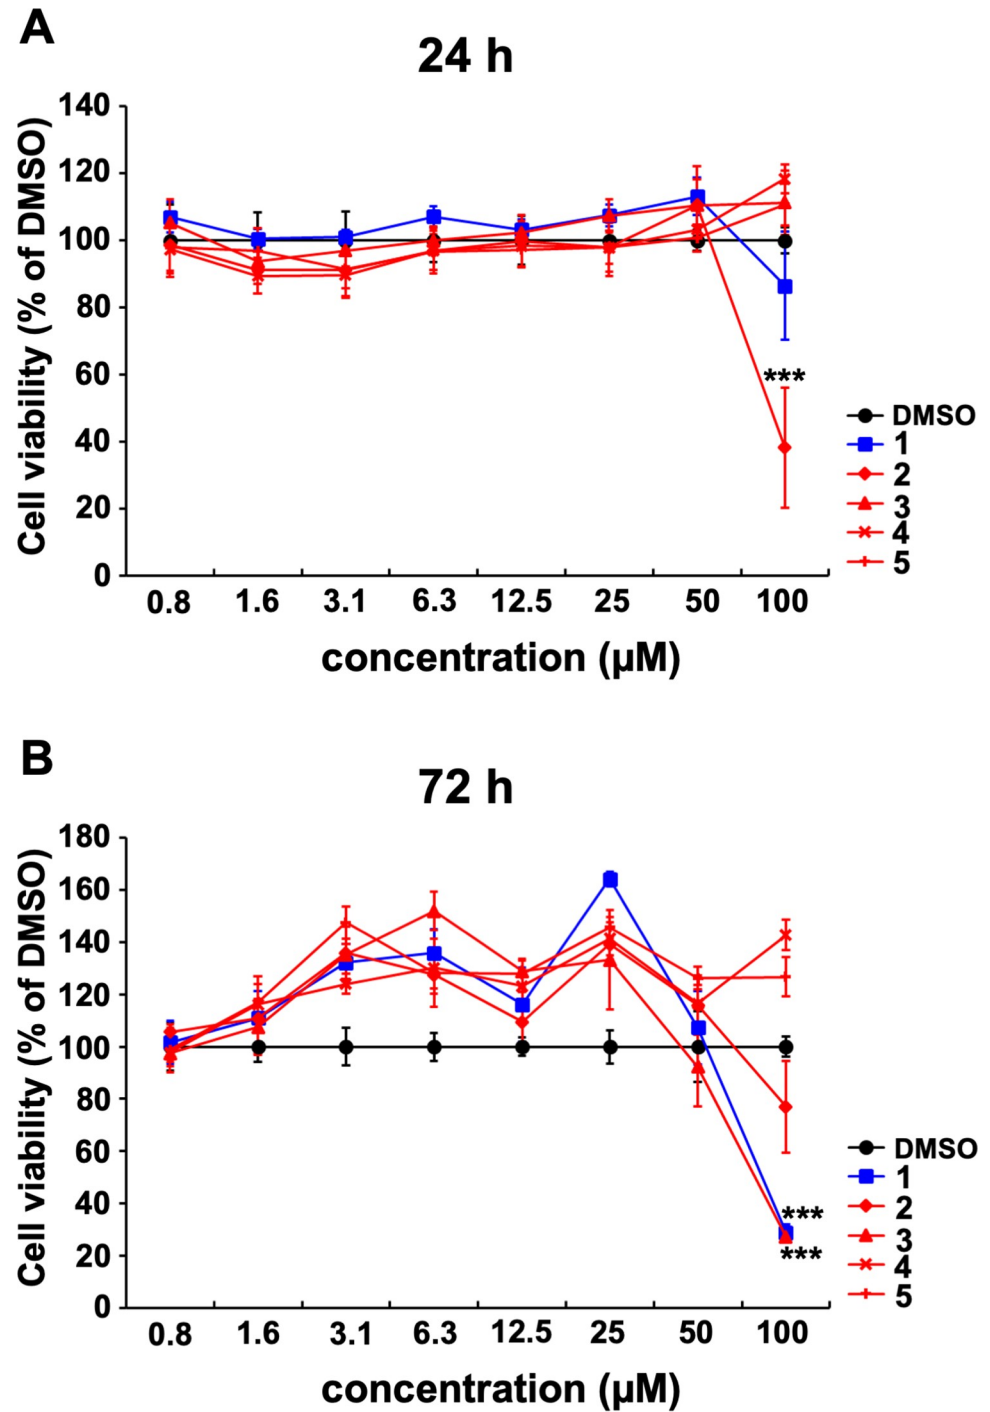 A
24 h
Cell viability (% of DMSO)
140
120
100
80
60
40
20
0
***
DMSO
1
2
3
4
5
0.8 1.6 3.1 6.3 12.5 25 50 100
concentration (µM)
B
72 h
Cell viability (% of DMSO)
180
160
140
120
100
80
60
40
20
0
***
***
DMSO
1
2
3
4
5
0.8 1.6 3.1 6.3 12.5 25 50 100
concentration (µM)